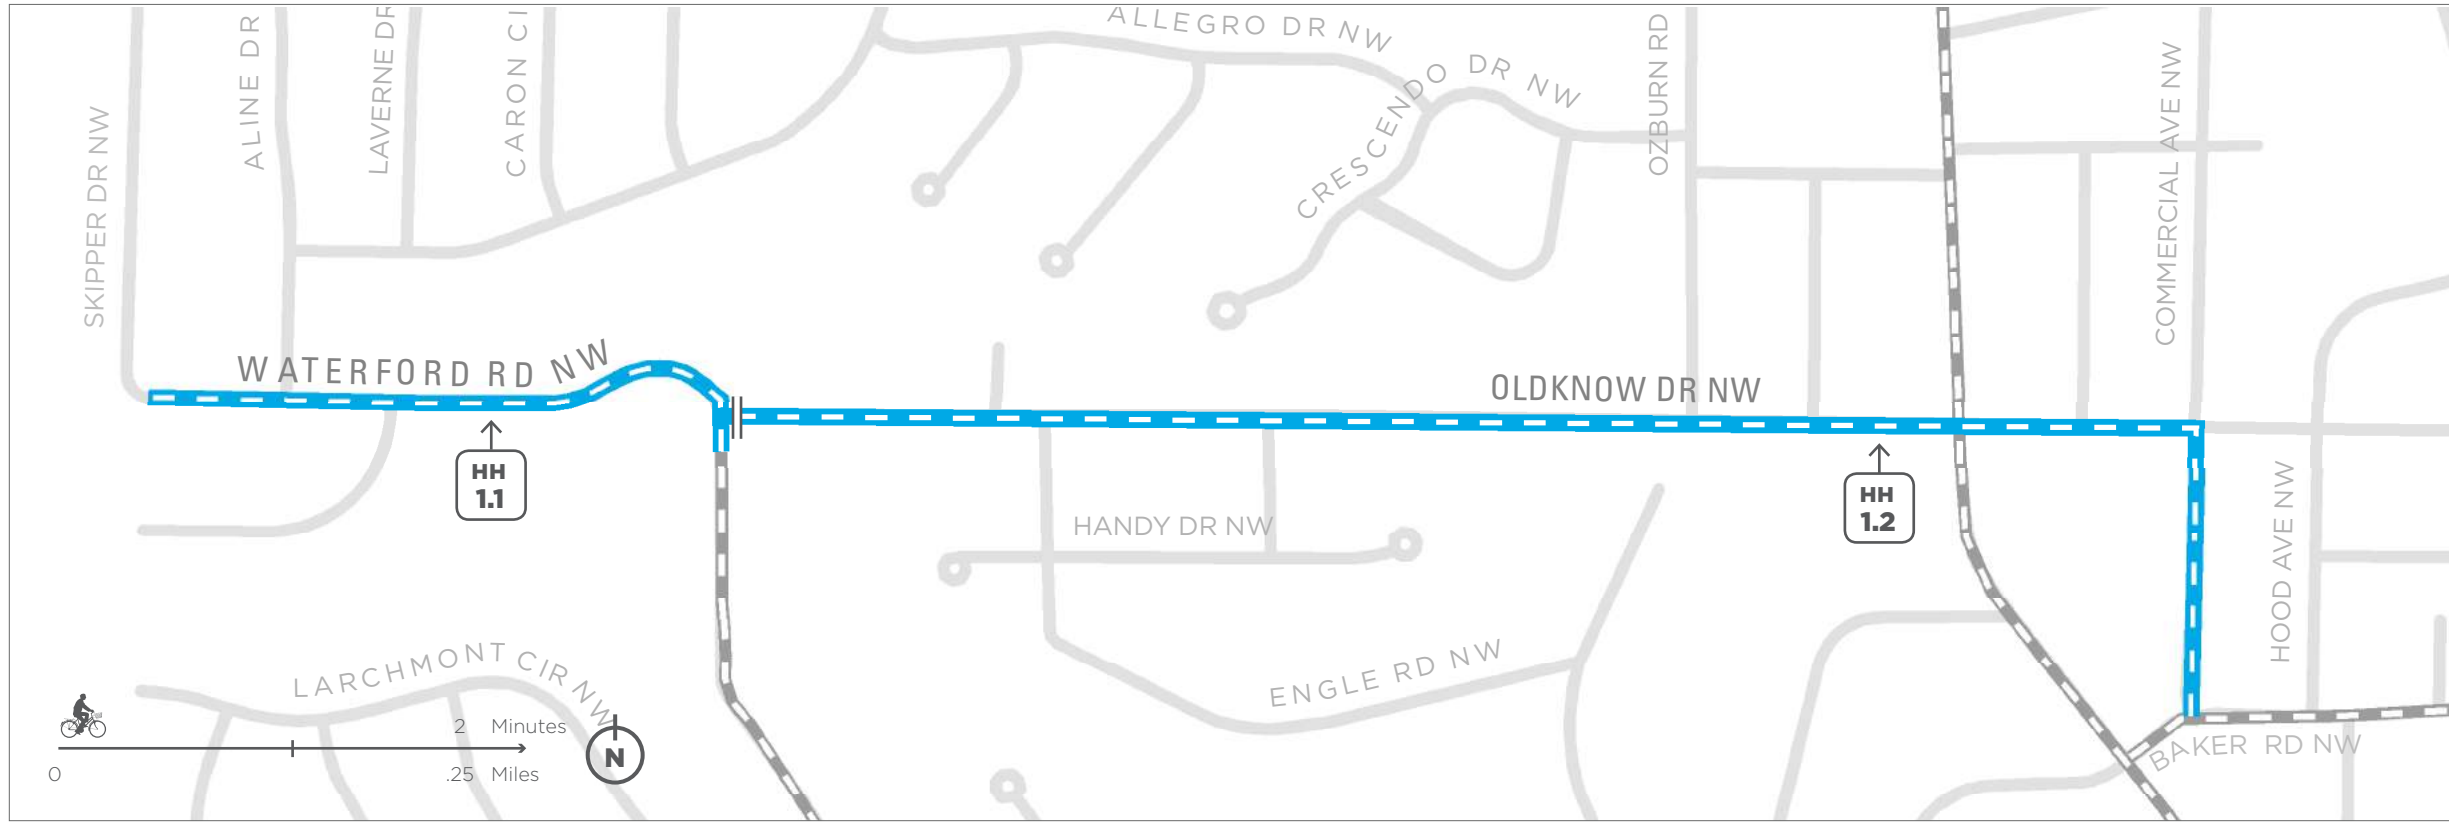 ALLEGRO DR NW
ALINE DR
LAVERNE DR
CARON CI
OZBURN RD
CRESCENDO DR NW
COMMERCIAL AVE NW
SKIPPER DR NW
WATERFORD RD NW
OLDKNOW DR NW
HH
1.1
HH
1.2
HANDY DR NW
HOOD AVE NW
ENGLE RD NW
LARCHMONT CIR NW
2 Minutes
N
BAKER RD NW
0 .25 Miles